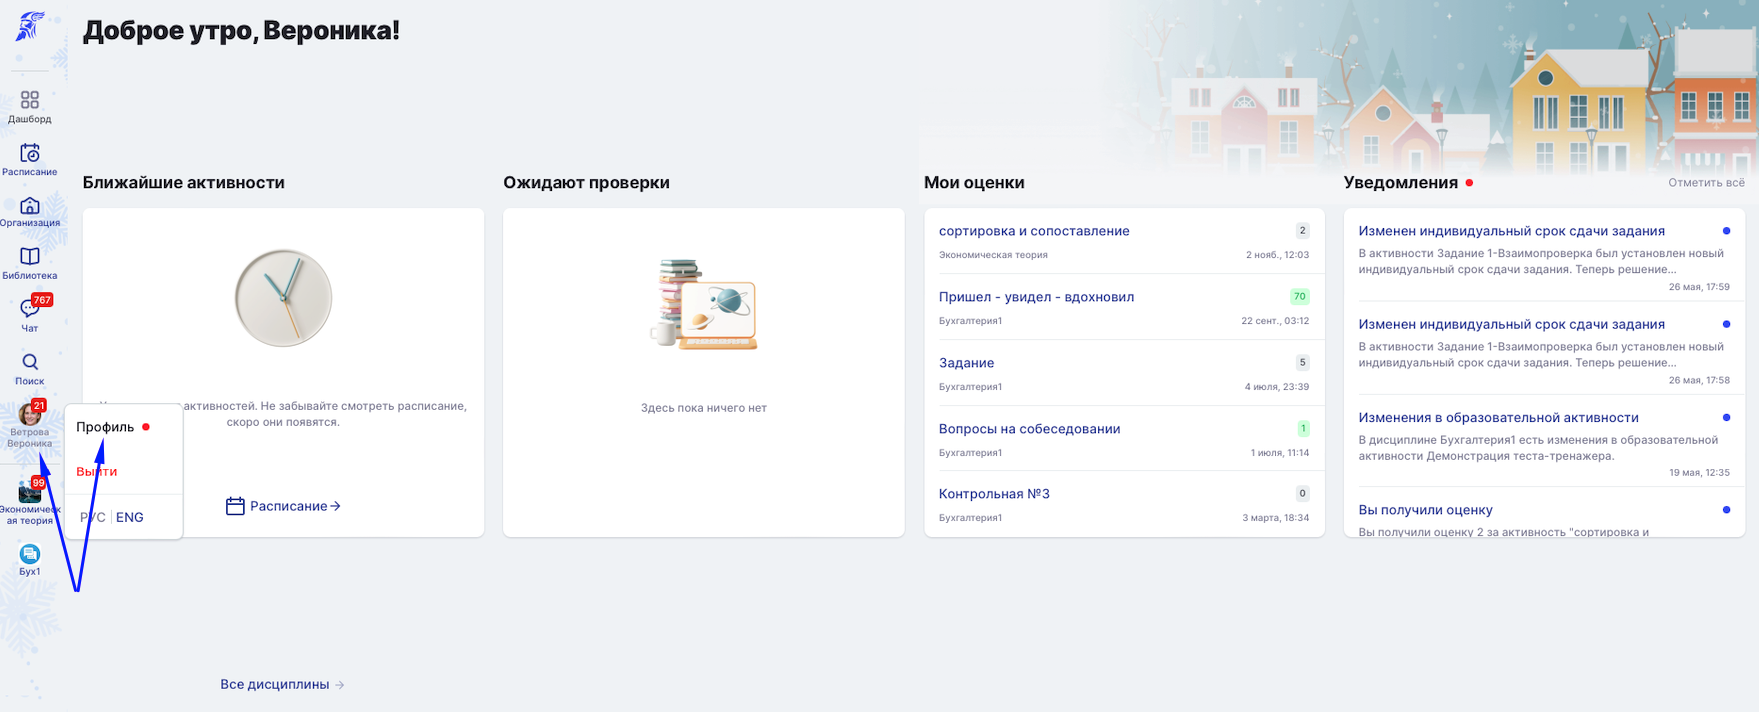 Доброе утро, Вероника!
Дашборд
Расписание
Организация
Библиотека
767
Чат
Поиск
21
Ветрова
Вероника
99
Экономическ
ая теория
Бух1
Профиль
Выйти
РУС | ENG
Ближайшие активности
активностей. Не забывайте смотреть расписание,
скоро они появятся.
Расписание →
Все дисциплины →
Ожидают проверки
Здесь пока ничего нет
Мои оценки
сортировка и сопоставление 2
Экономическая теория 2 нояб., 12:03
Пришел - увидел - вдохновил 70
Бухгалтерия1 22 сент., 03:12
Задание 5
Бухгалтерия1 4 июля, 23:39
Вопросы на собеседовании 1
Бухгалтерия1 1 июля, 11:14
Контрольная №3 0
Бухгалтерия1 3 марта, 18:34
Уведомления
Отметить всё
Изменен индивидуальный срок сдачи задания
В активности Задание 1-Взаимопроверка был установлен новый
индивидуальный срок сдачи задания. Теперь решение...
26 мая, 17:59
Изменен индивидуальный срок сдачи задания
В активности Задание 1-Взаимопроверка был установлен новый
индивидуальный срок сдачи задания. Теперь решение...
26 мая, 17:58
Изменения в образовательной активности
В дисциплине Бухгалтерия1 есть изменения в образовательной
активности Демонстрация теста-тренажера.
19 мая, 12:35
Вы получили оценку
Вы получили оценку 2 за активность "сортировка и